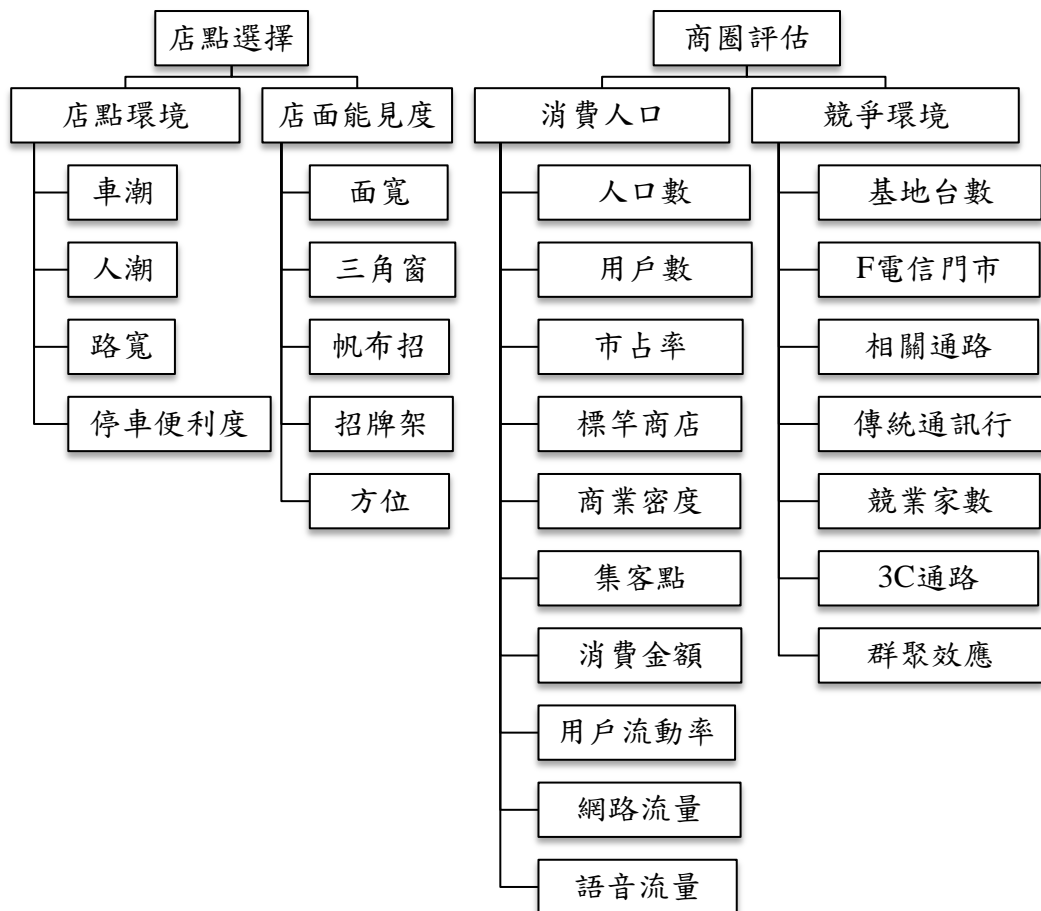 店點選擇
店點環境
車潮
人潮
路寬
停車便利度
店面能見度
面寬
三角窗
帆布招
招牌架
方位
商圈評估
消費人口
人口數
用戶數
市占率
標竿商店
商業密度
集客點
消費金額
用戶流動率
網路流量
語音流量
競爭環境
基地台數
F電信門市
相關通路
傳統通訊行
競業家數
3C通路
群聚效應